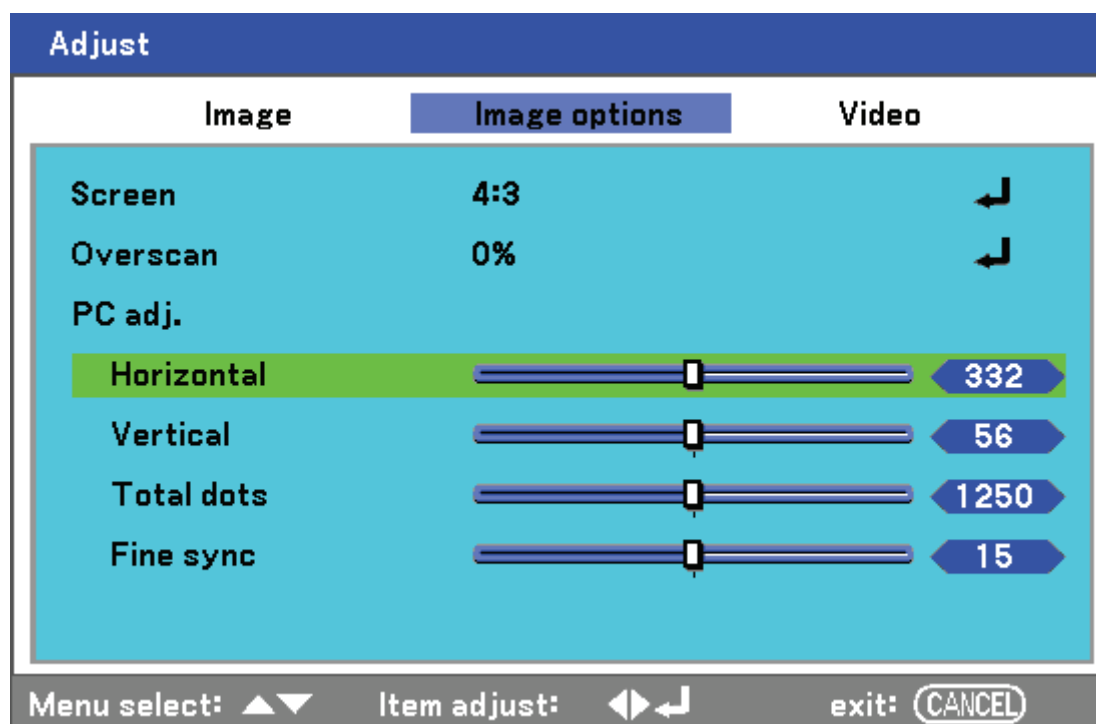 Adjust
Image Image options Video
Screen 4:3
Overscan 0%
PC adj.
Horizontal 332
Vertical 56
Total dots 1250
Fine sync 15
Menu select: ▲▼ Item adjust: ◀▶↵ exit: CANCEL